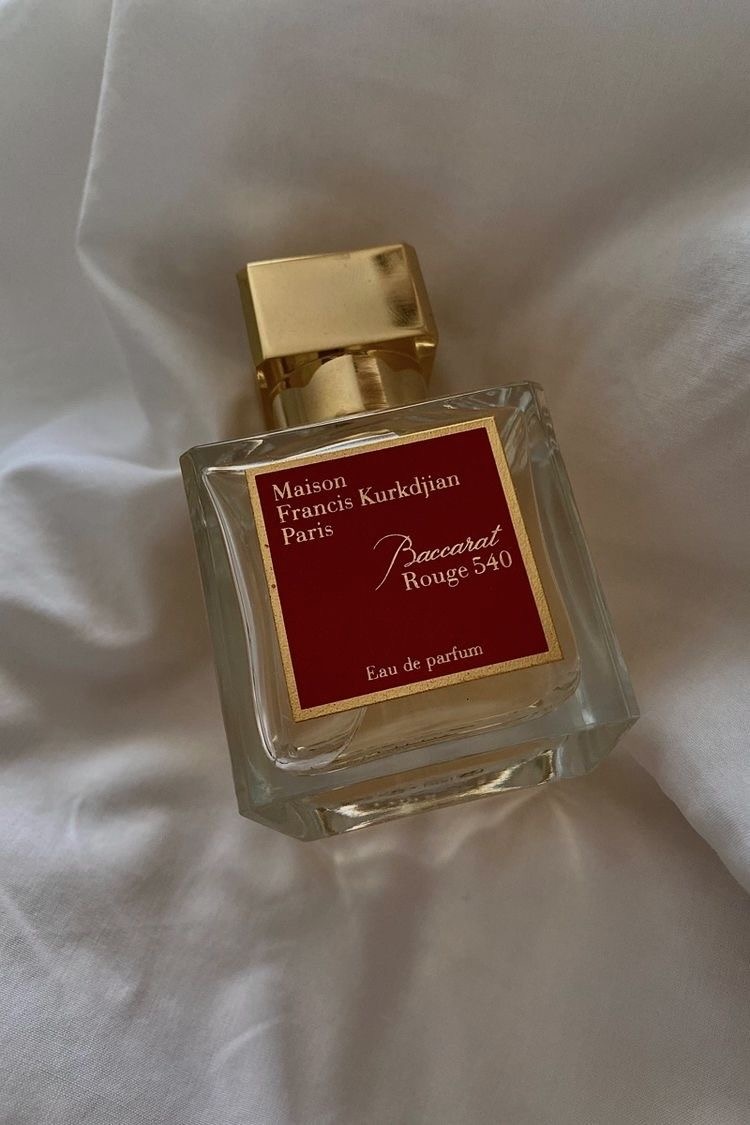 Maison
Francis Kurkdjian
Paris
Baccarat
Rouge 540
Eau de parfum